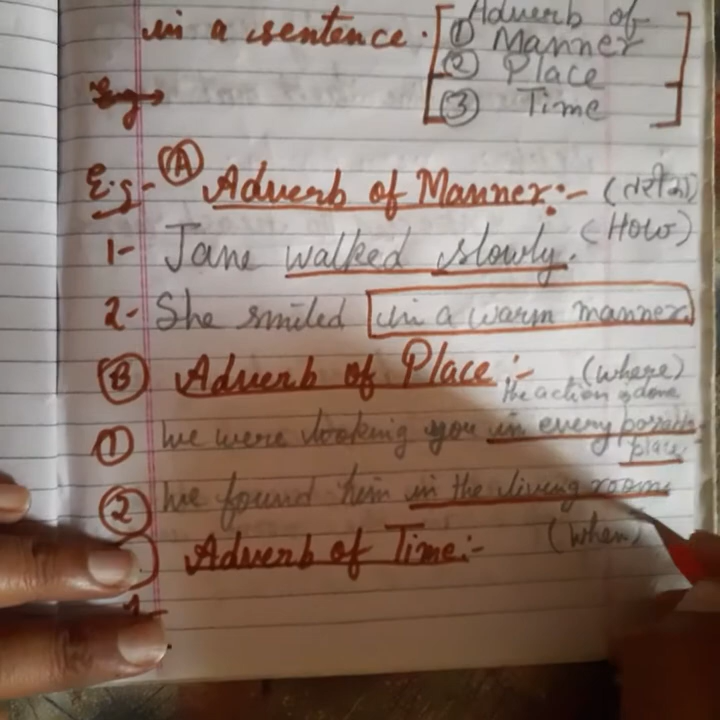 in a sentence.
Adverb of
① Manner
② Place
③ Time
Eg→
E.g- Ⓐ Adverb of Manner:- (तरीका)
(How)
1- Jane walked slowly.
2- She smiled in a warm manner
Ⓑ Adverb of Place:- (where)
the action is done
① We were looking you in every
place.
② We found him in the living room
Adverb of Time:- (when)
1-